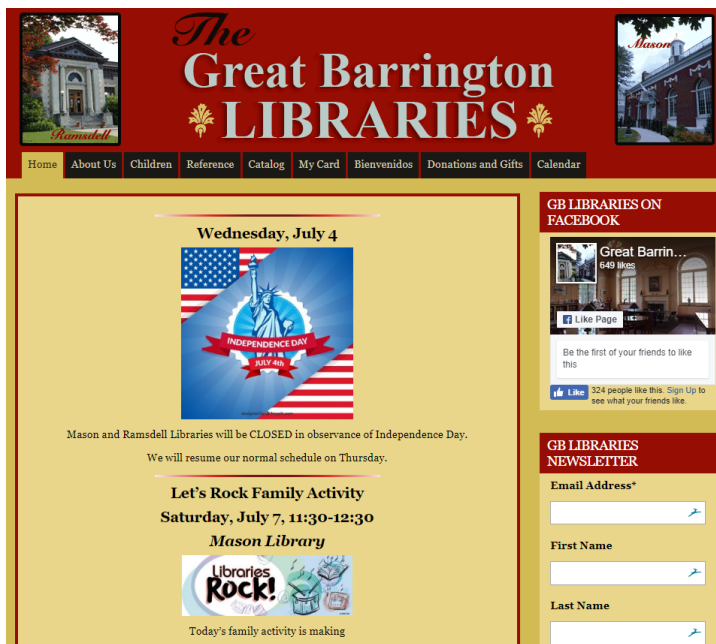 The
Great Barrington
LIBRARIES
Ramsdell
Mason
Home About Us Children Reference Catalog My Card Bienvenidos Donations and Gifts Calendar
Wednesday, July 4
INDEPENDENCE DAY
JULY 4th
Mason and Ramsdell Libraries will be CLOSED in observance of Independence Day.
We will resume our normal schedule on Thursday.
Let's Rock Family Activity
Saturday, July 7, 11:30-12:30
Mason Library
Libraries
Rock!
Today's family activity is making
GB LIBRARIES ON
FACEBOOK
Great Barrin...
649 likes
Like Page
Be the first of your friends to like
this
Like 324 people like this. Sign Up to
see what your friends like.
GB LIBRARIES
NEWSLETTER
Email Address*
First Name
Last Name